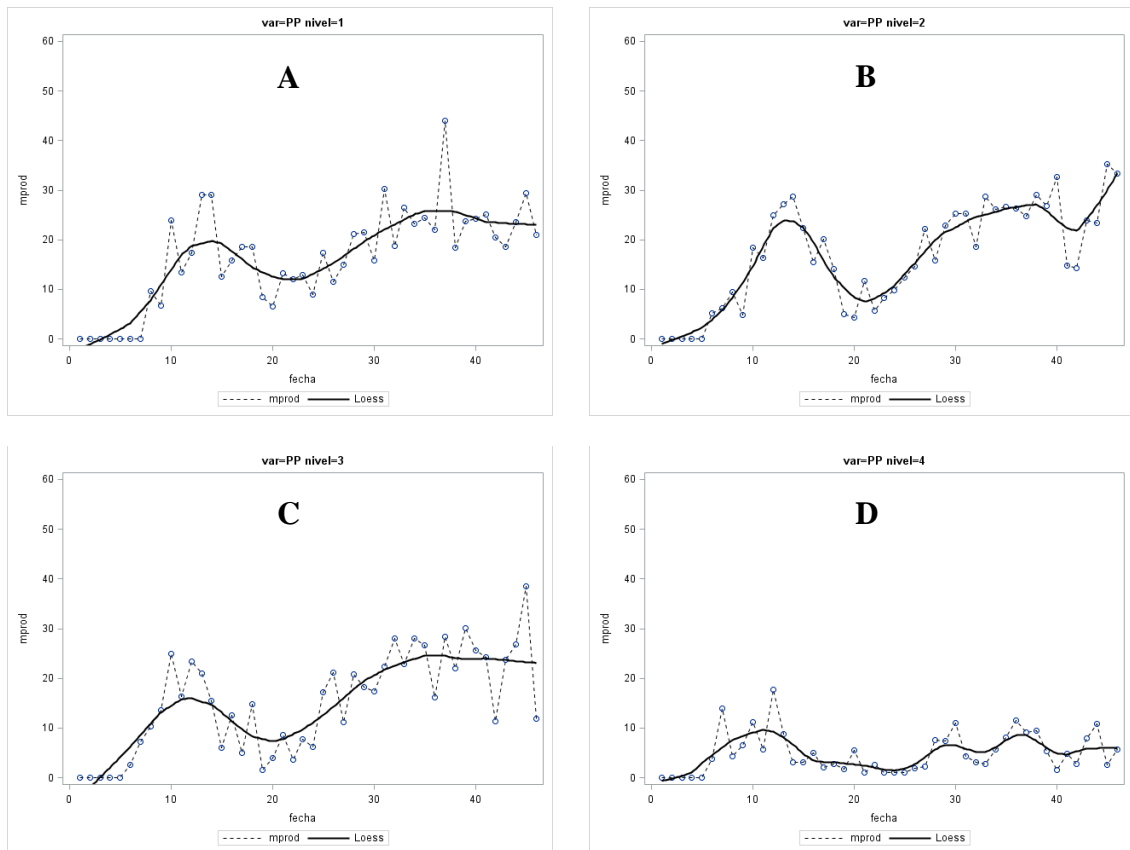 var=PP nivel=1
A
60
50
40
30
20
10
0
mprod
0 10 20 30 40
fecha
mprod Loess
var=PP nivel=2
B
60
50
40
30
20
10
0
mprod
0 10 20 30 40
fecha
mprod Loess
var=PP nivel=3
C
60
50
40
30
20
10
0
mprod
0 10 20 30 40
fecha
mprod Loess
var=PP nivel=4
D
60
50
40
30
20
10
0
mprod
0 10 20 30 40
fecha
mprod Loess